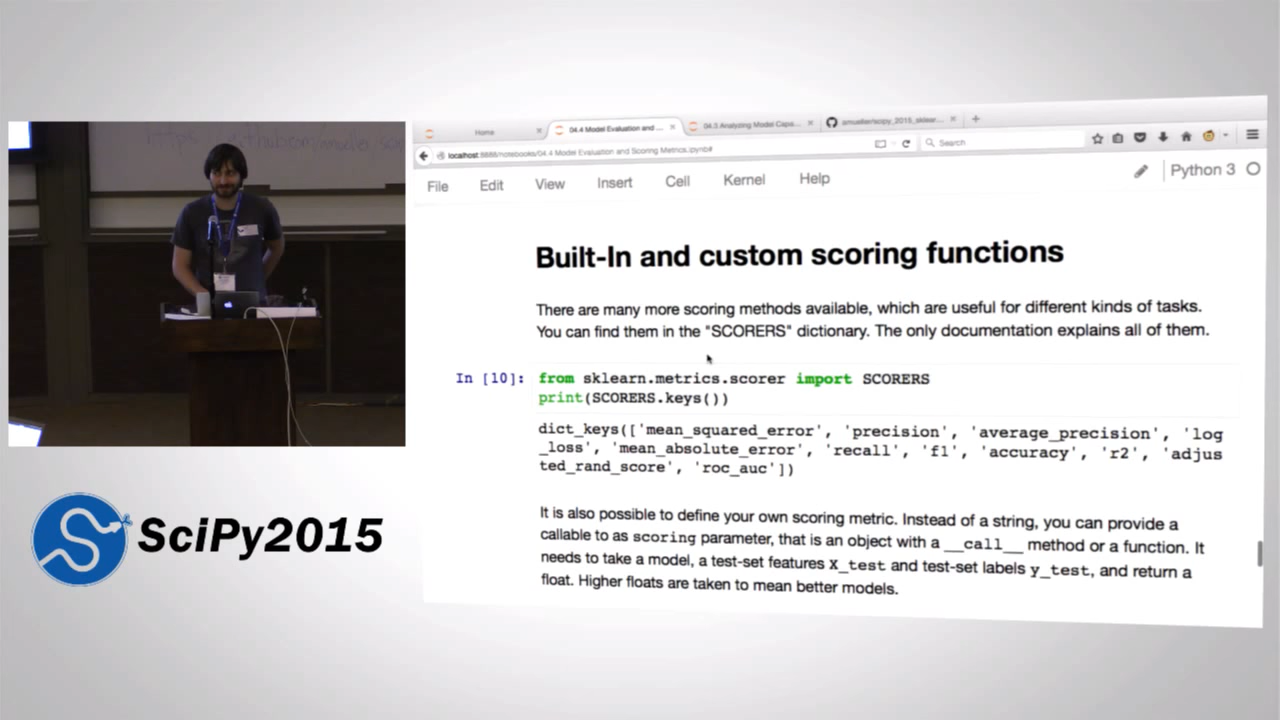 Home
04.4 Model Evaluation and ...
04.3 Analyzing Model Capa...
amueller/scipy_2015_sklear...
localhost:8888/notebooks/04.4 Model Evaluation and Scoring Metrics.ipynb#
Search
File Edit View Insert Cell Kernel Help
Python 3
Built-In and custom scoring functions
There are many more scoring methods available, which are useful for different kinds of tasks.
You can find them in the "SCORERS" dictionary. The only documentation explains all of them.
In [10]: from sklearn.metrics.scorer import SCORERS
print(SCORERS.keys())
dict_keys(['mean_squared_error', 'precision', 'average_precision', 'log
_loss', 'mean_absolute_error', 'recall', 'f1', 'accuracy', 'r2', 'adjus
ted_rand_score', 'roc_auc'])
It is also possible to define your own scoring metric. Instead of a string, you can provide a
callable to as scoring parameter, that is an object with a __call__ method or a function. It
needs to take a model, a test-set features X_test and test-set labels y_test, and return a
float. Higher floats are taken to mean better models.
SciPy2015